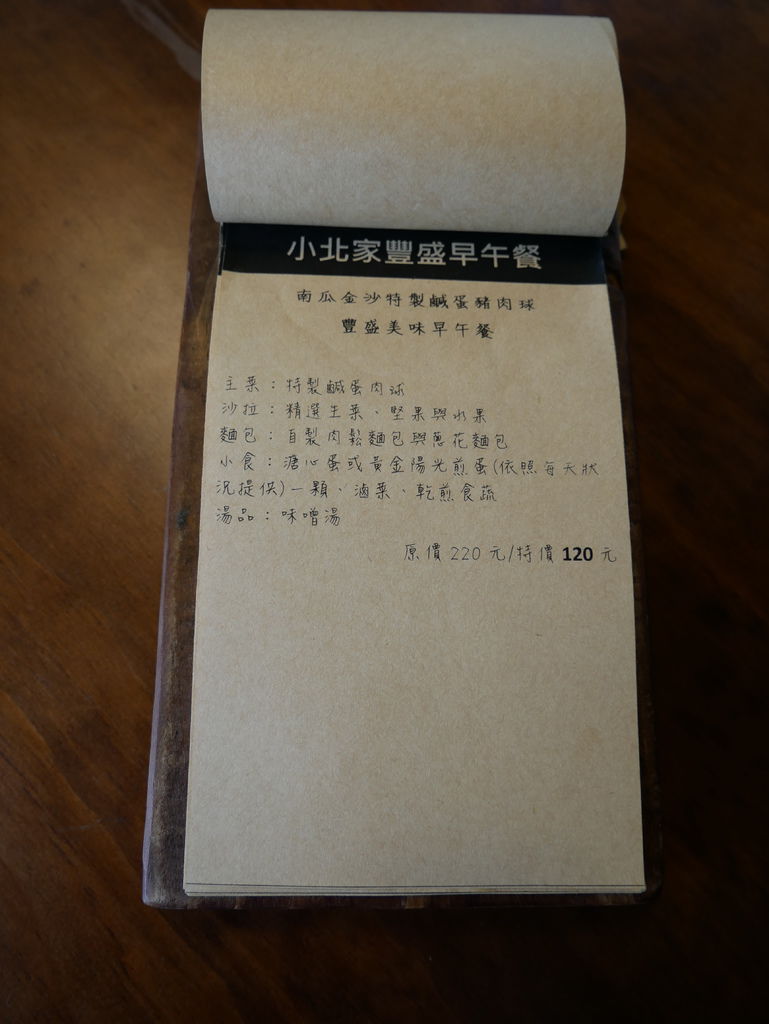 小北家豐盛早午餐
南瓜金沙特製鹹蛋豬肉球
豐盛美味早午餐
主菜：特製鹹蛋肉球
沙拉：精選生菜、堅果與水果
麵包：自製肉鬆麵包與蔥花麵包
小食：溏心蛋或黃金陽光煎蛋(依照每天狀
況提供)一顆、滷菜、乾煎食蔬
湯品：味噌湯
原價 220 元/特價 120 元